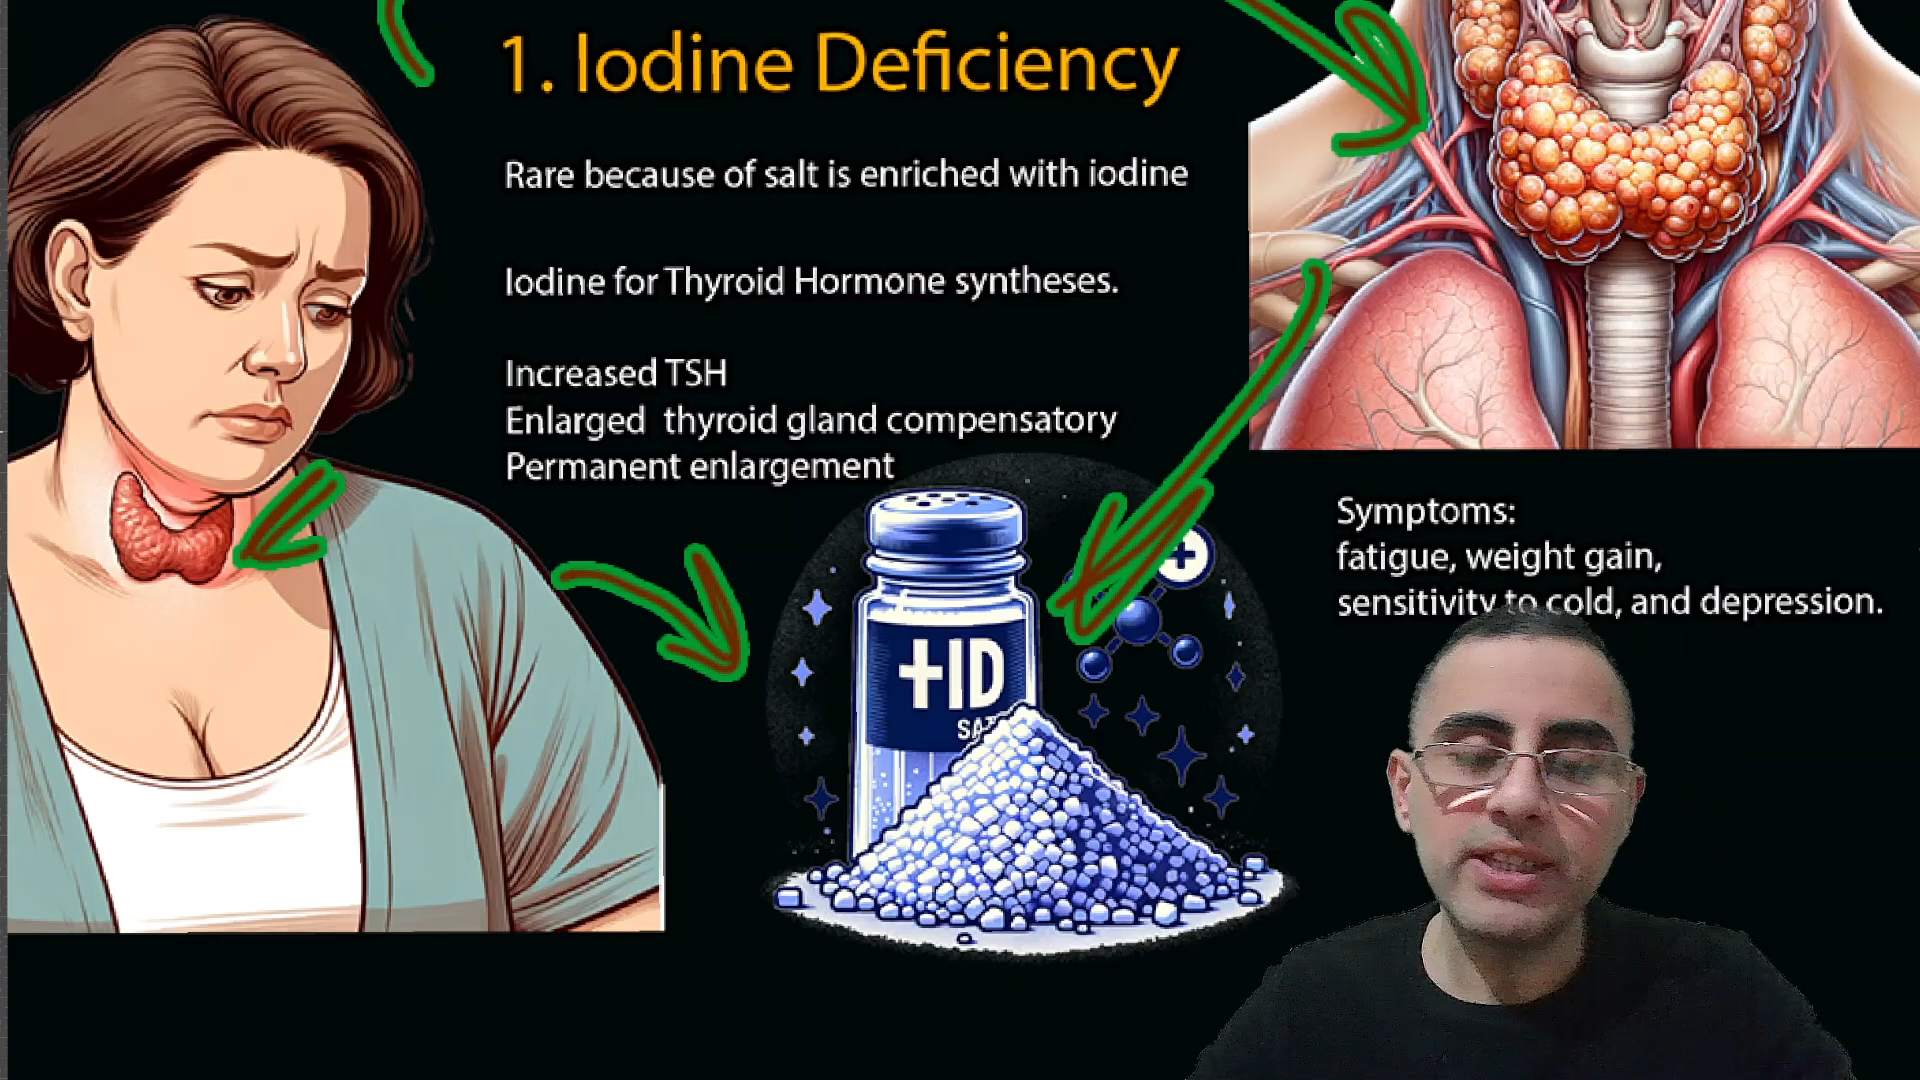 1. Iodine Deficiency
Rare because of salt is enriched with iodine
Iodine for Thyroid Hormone syntheses.
Increased TSH
Enlarged  thyroid gland compensatory
Permanent enlargement
Symptoms:
fatigue, weight gain,
sensitivity to cold, and depression.
+ID